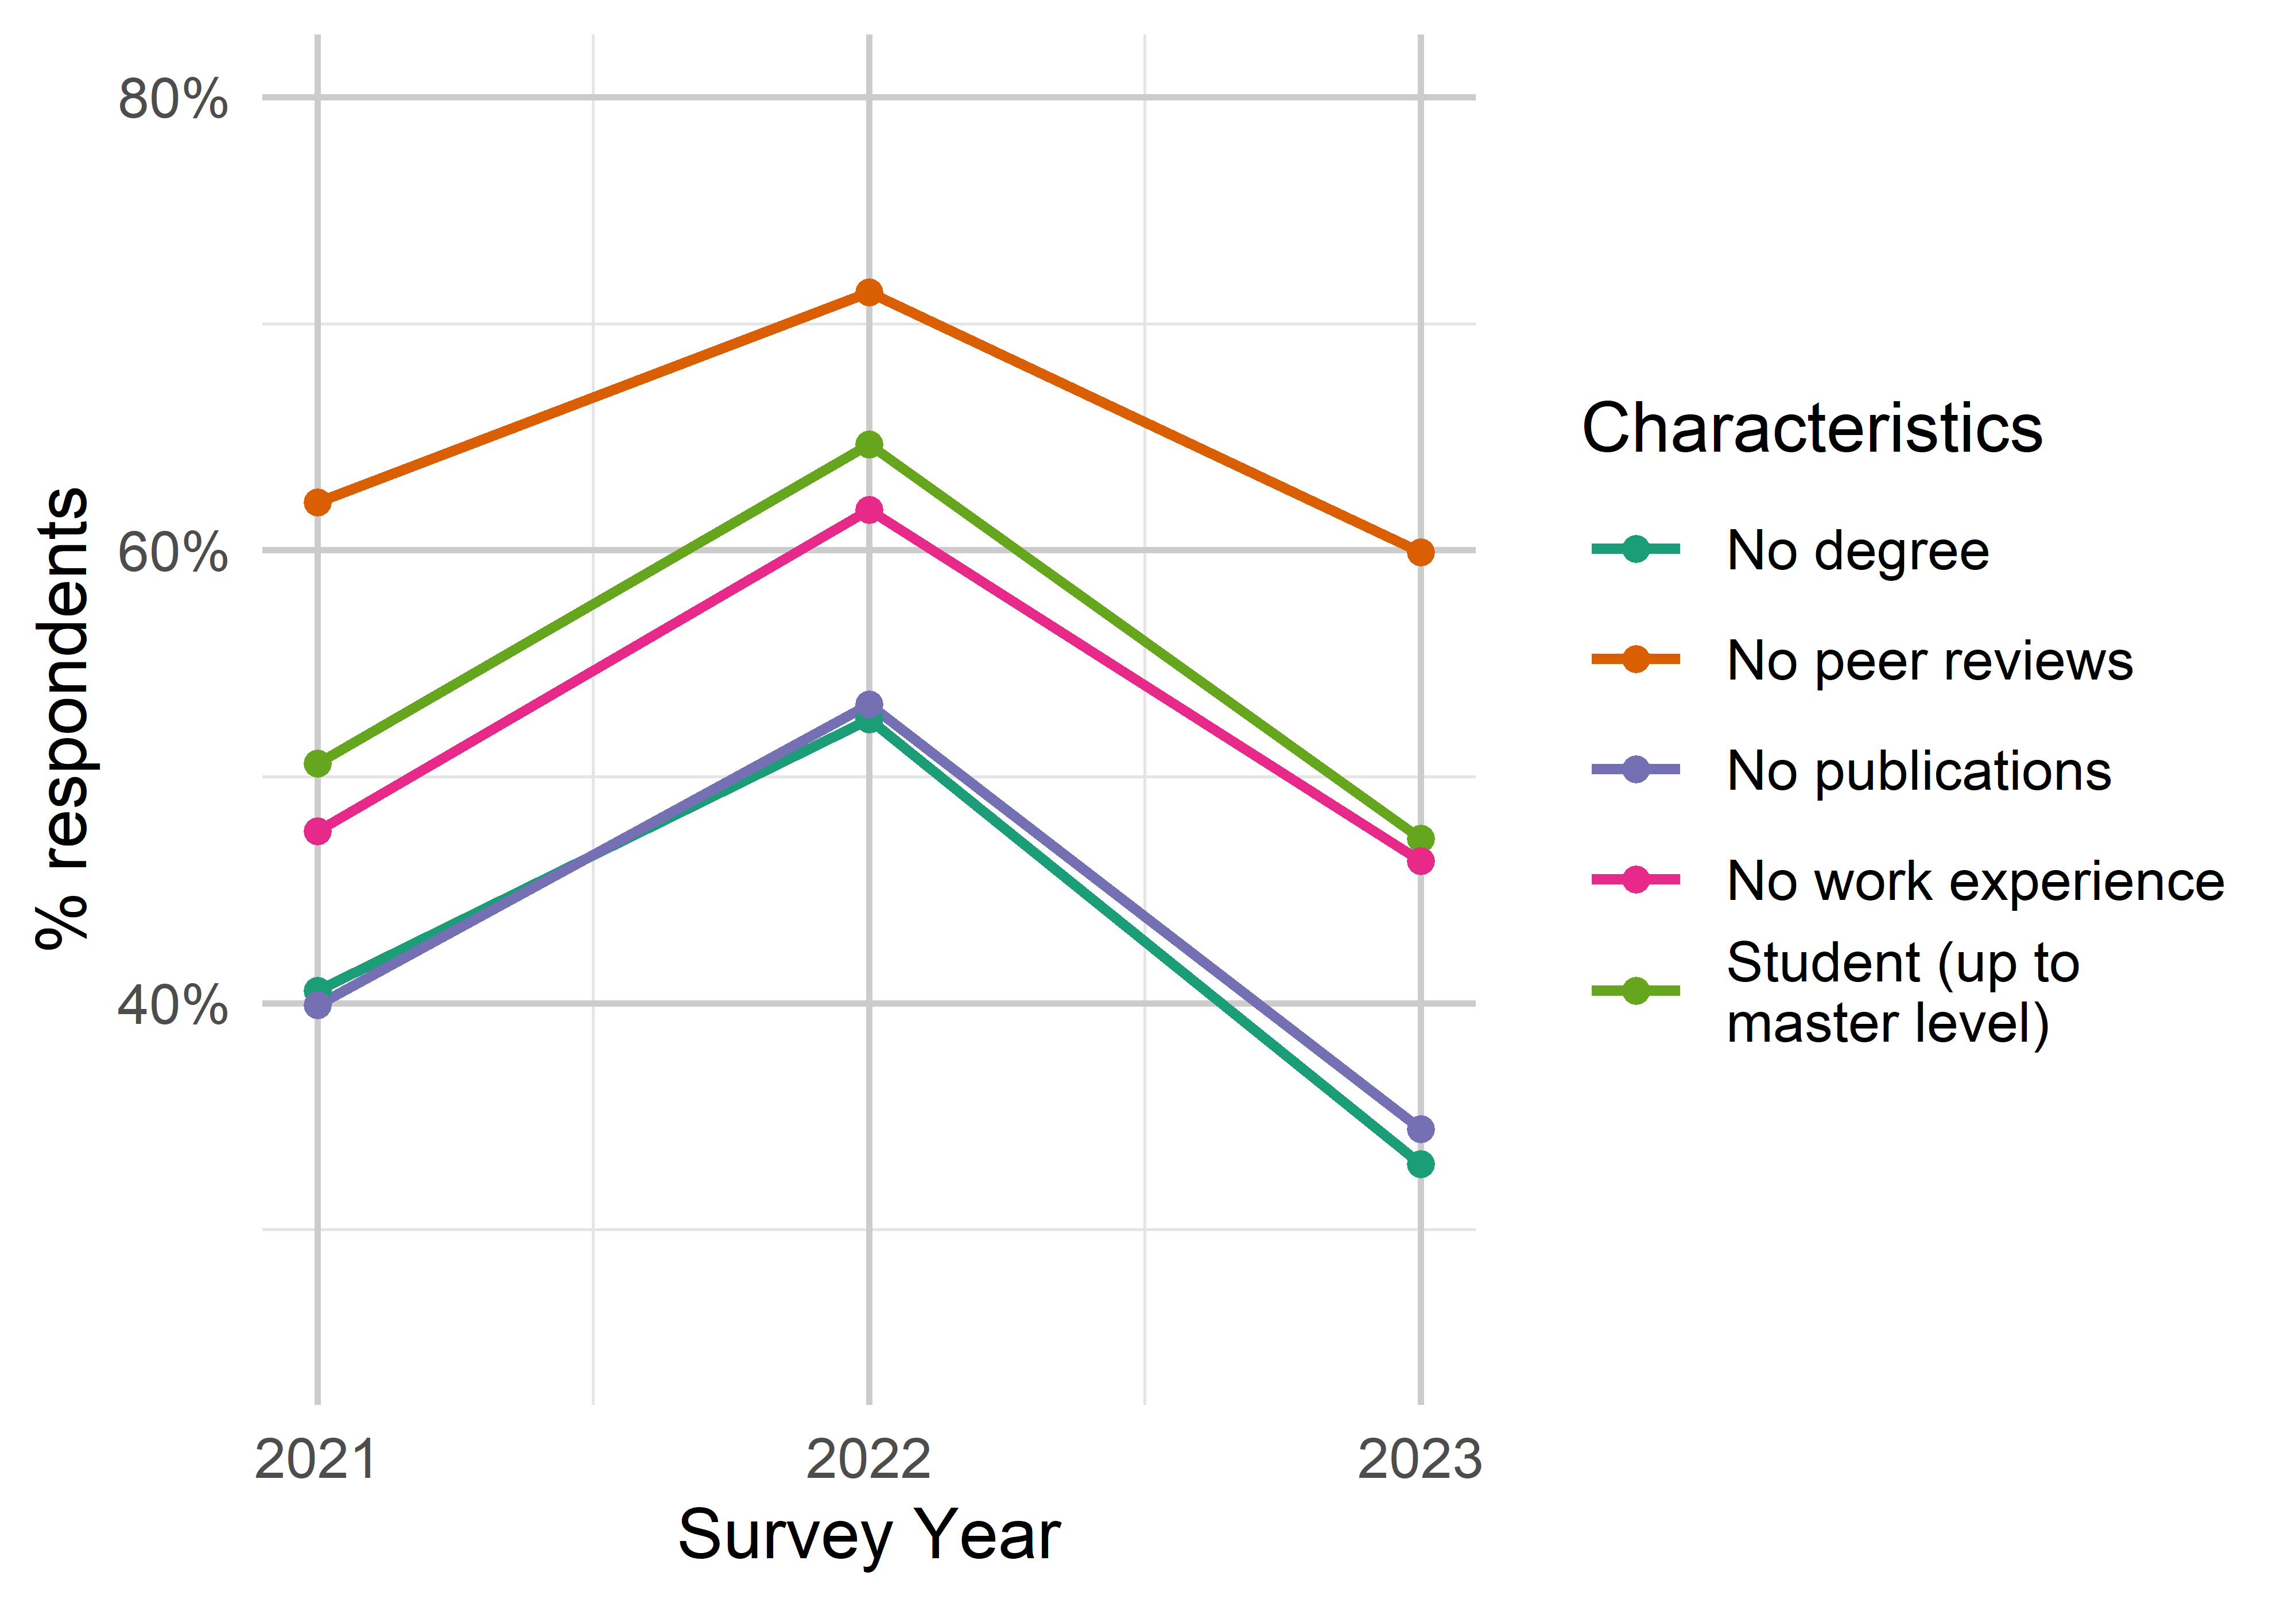 80%
60%
40%
% respondents
2021
2022
2023
Survey Year
Characteristics
No degree
No peer reviews
No publications
No work experience
Student (up to
master level)